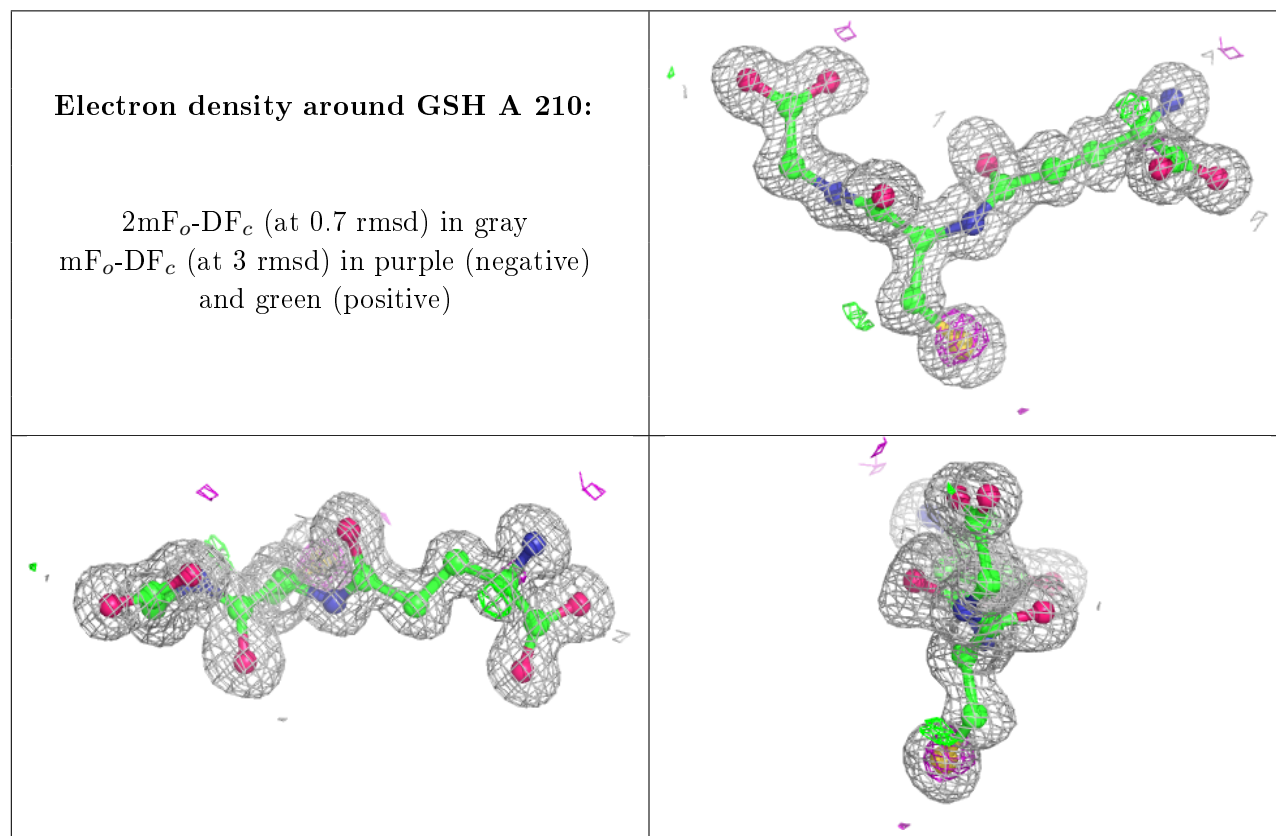 Electron density around GSH A 210:
2mFₒ-DF𝒸 (at 0.7 rmsd) in gray
mFₒ-DF𝒸 (at 3 rmsd) in purple (negative)
and green (positive)